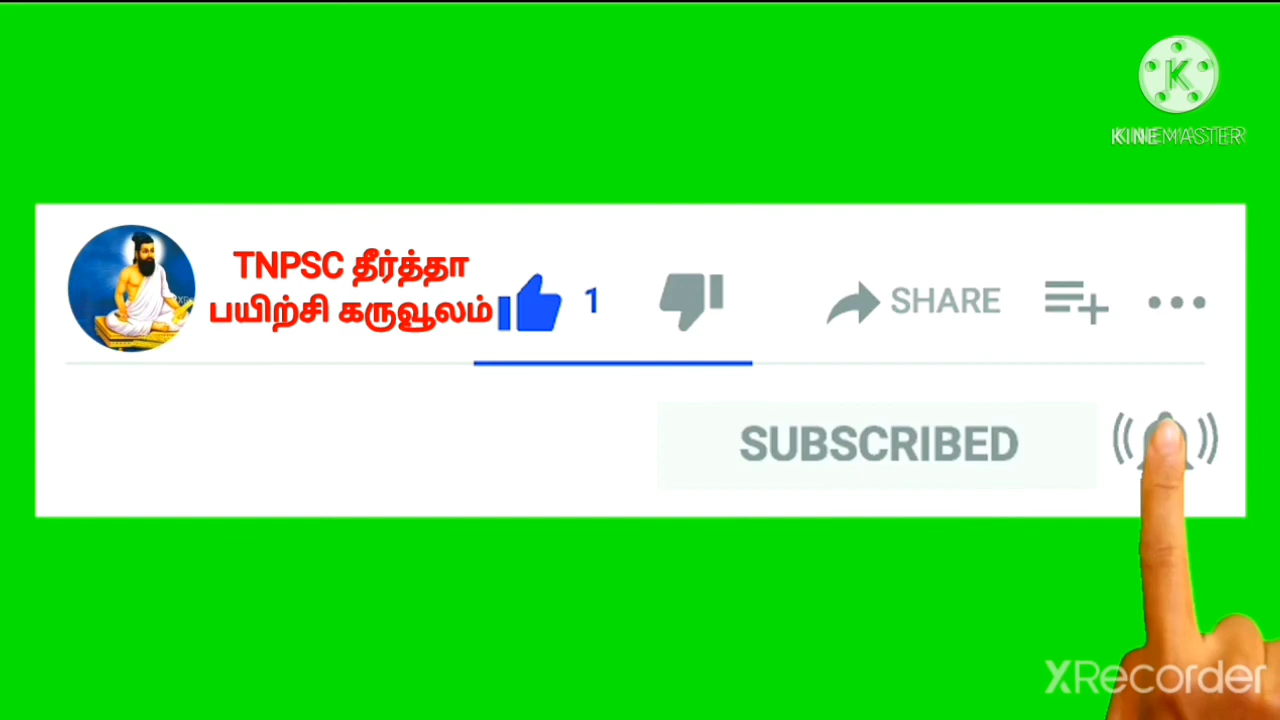 KINEMASTER
TNPSC தீர்த்தா
பயிற்சி கருவூலம்
1
SHARE
SUBSCRIBED
XRecorder